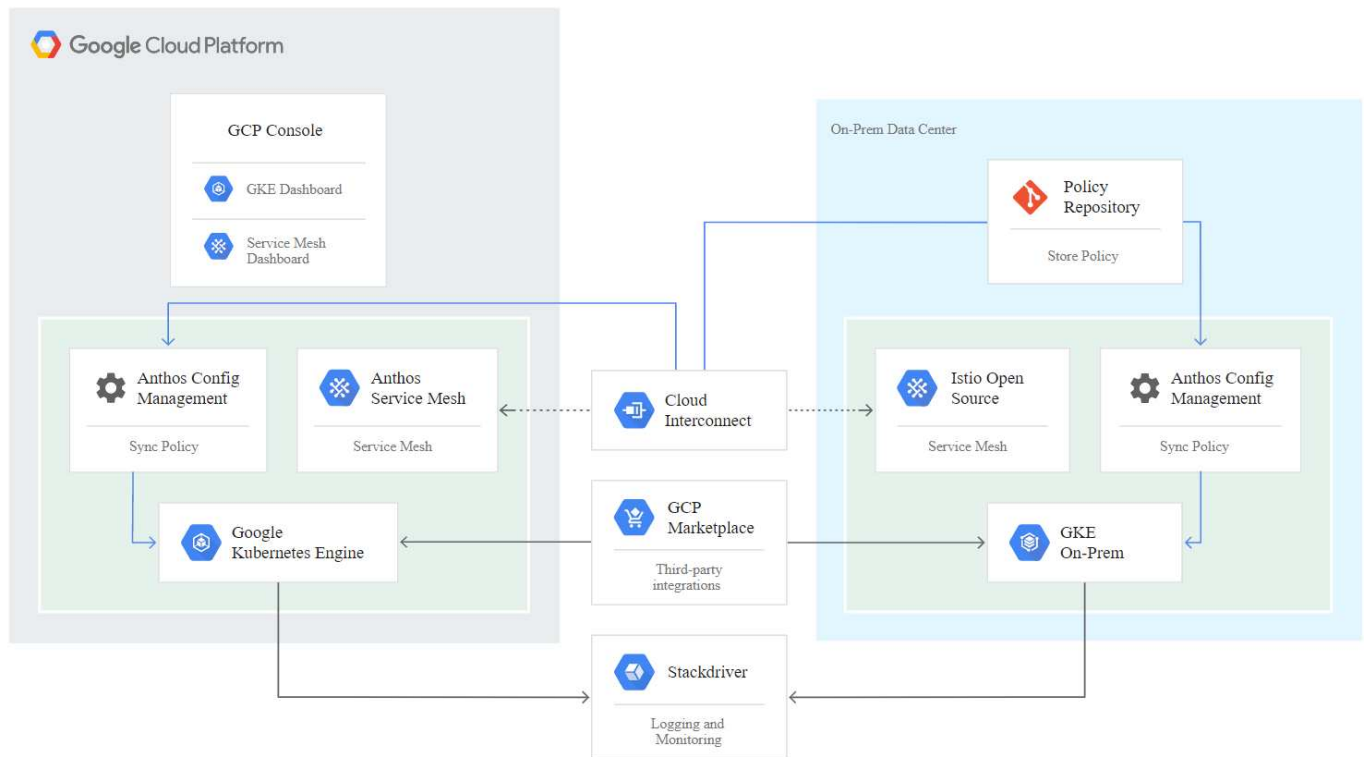 Google Cloud Platform
GCP Console
GKE Dashboard
Service Mesh
Dashboard
On-Prem Data Center
Policy
Repository
Store Policy
Anthos Config
Management
Sync Policy
Anthos
Service Mesh
Service Mesh
Cloud
Interconnect
Istio Open
Source
Service Mesh
Anthos Config
Management
Sync Policy
Google
Kubernetes Engine
GCP
Marketplace
Third-party
integrations
GKE
On-Prem
Stackdriver
Logging and
Monitoring